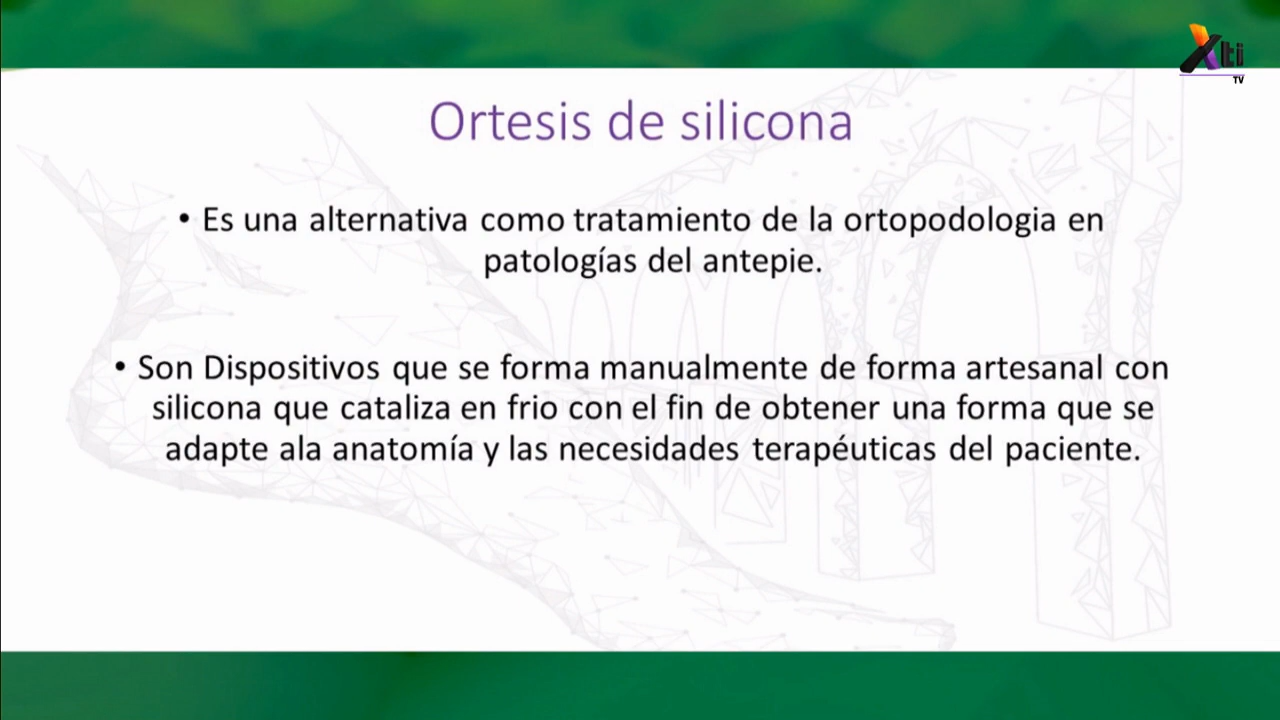 Xti
TV
Ortesis de silicona
• Es una alternativa como tratamiento de la ortopodologia en
patologías del antepie.
• Son Dispositivos que se forma manualmente de forma artesanal con
silicona que cataliza en frio con el fin de obtener una forma que se
adapte ala anatomía y las necesidades terapéuticas del paciente.